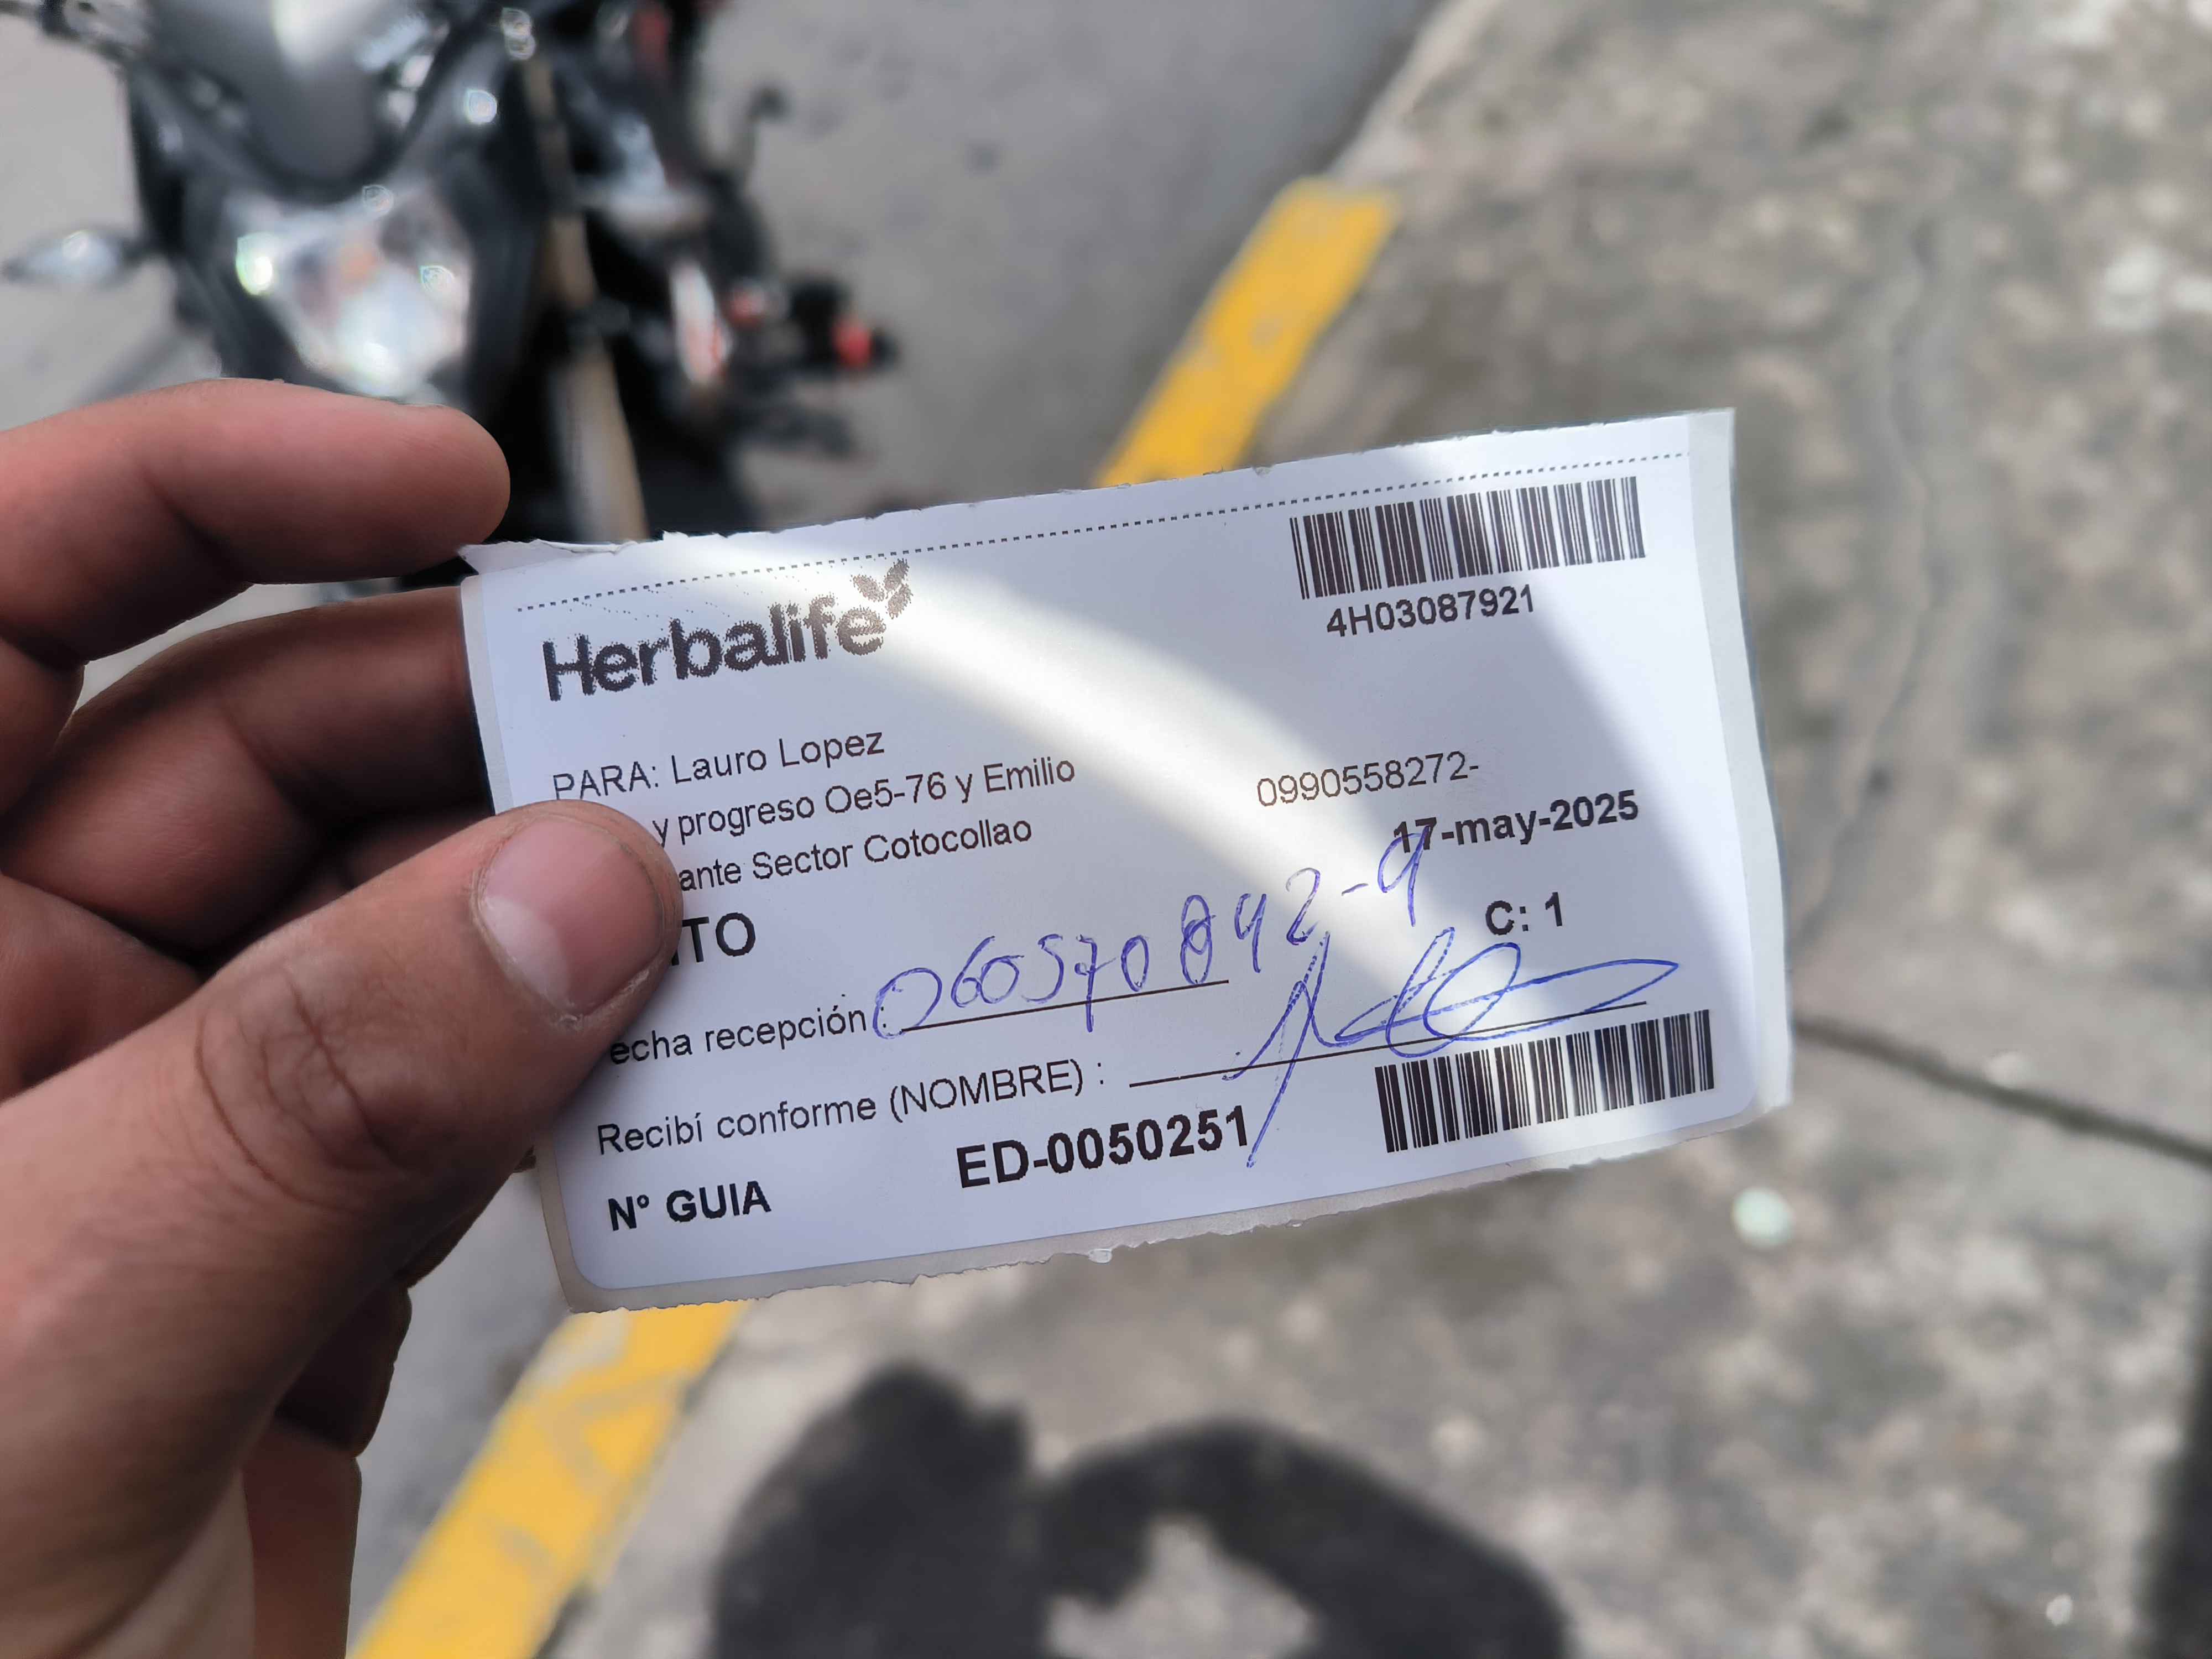 Herbalife
4H03087921
PARA: Lauro Lopez
y progreso Oe5-76 y Emilio
0990558272-
ante Sector Cotocollao
17-may-2025
TO
C: 1
echa recepción: 060570842-9
Recibí conforme (NOMBRE) :
N° GUIA
ED-0050251